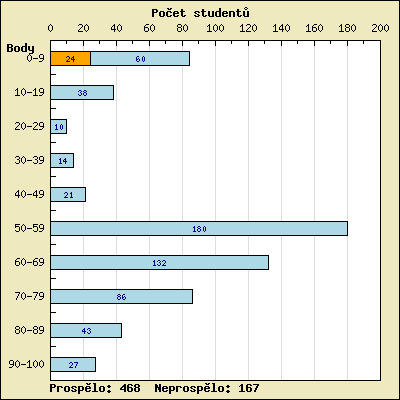 Počet studentů
0 20 40 60 80 100 120 140 160 180 200
Body
0-9 24 60
10-19 38
20-29 10
30-39 14
40-49 21
50-59 180
60-69 132
70-79 86
80-89 43
90-100 27
Prospělo: 468 Neprospělo: 167